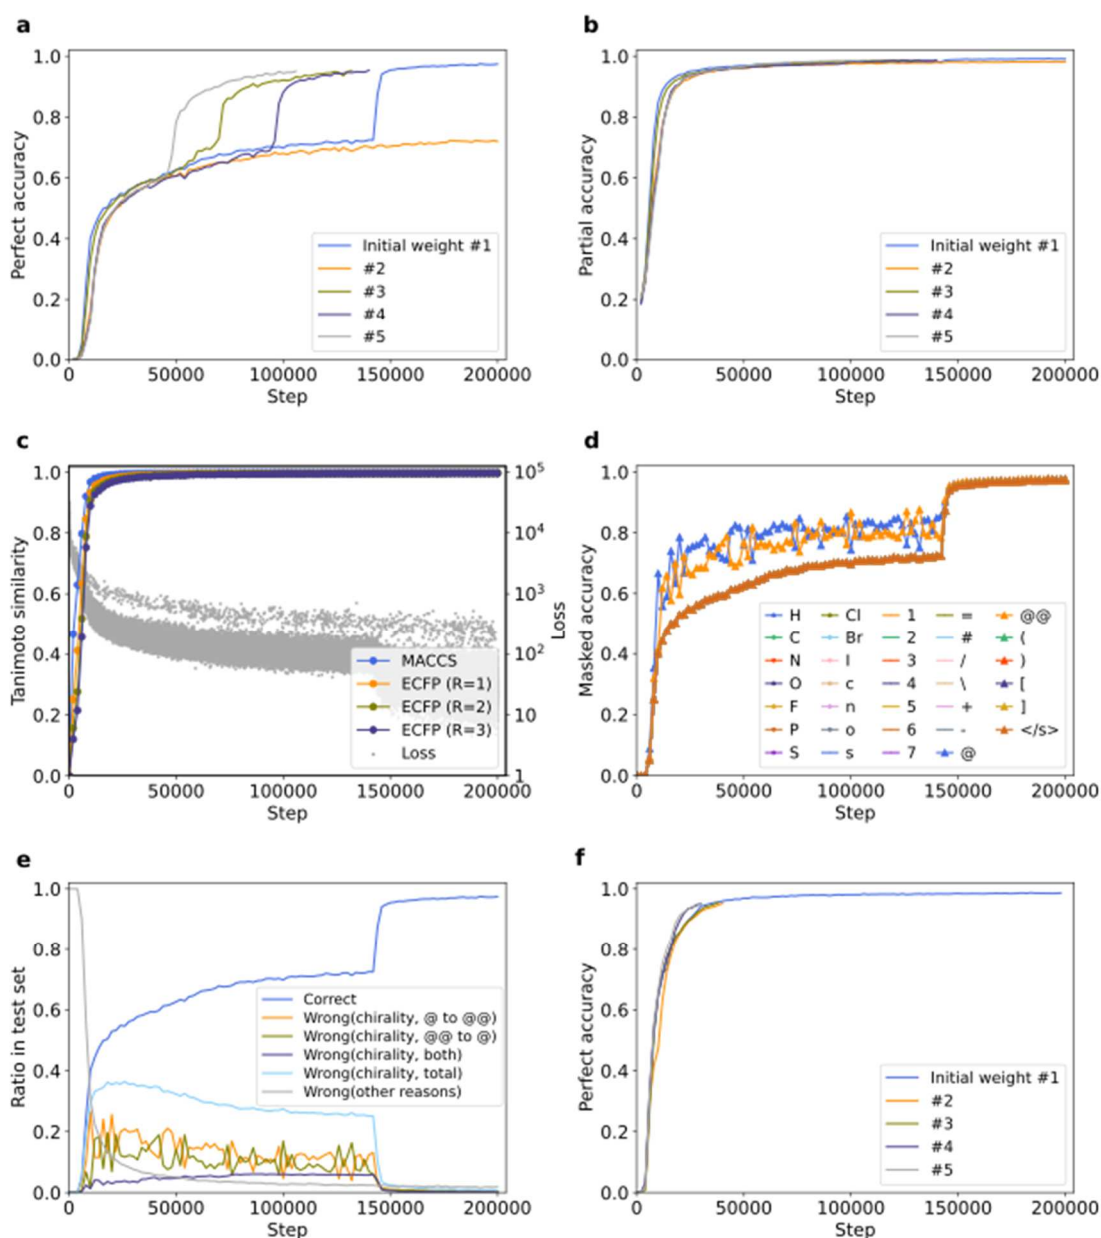 a
1.0
0.8
0.6
0.4
0.2
0.0
Perfect accuracy
0 50000 100000 150000 200000
Step
Initial weight #1
#2
#3
#4
#5
b
1.0
0.8
0.6
0.4
0.2
0.0
Partial accuracy
0 50000 100000 150000 200000
Step
Initial weight #1
#2
#3
#4
#5
c
1.0
0.8
0.6
0.4
0.2
0.0
Tanimoto similarity
10⁵
10⁴
10³
10²
10
1
Loss
0 50000 100000 150000 200000
Step
MACCS
ECFP (R=1)
ECFP (R=2)
ECFP (R=3)
Loss
d
1.0
0.8
0.6
0.4
0.2
0.0
Masked accuracy
0 50000 100000 150000 200000
Step
H Cl 1 = @@
C Br 2 # (
N I 3 / )
O c 4 \ [
F n 5 + ]
P o 6 - </s>
S s 7 @
e
1.0
0.8
0.6
0.4
0.2
0.0
Ratio in test set
0 50000 100000 150000 200000
Step
Correct
Wrong(chirality, @ to @@)
Wrong(chirality, @@ to @)
Wrong(chirality, both)
Wrong(chirality, total)
Wrong(other reasons)
f
1.0
0.8
0.6
0.4
0.2
0.0
Perfect accuracy
0 50000 100000 150000 200000
Step
Initial weight #1
#2
#3
#4
#5